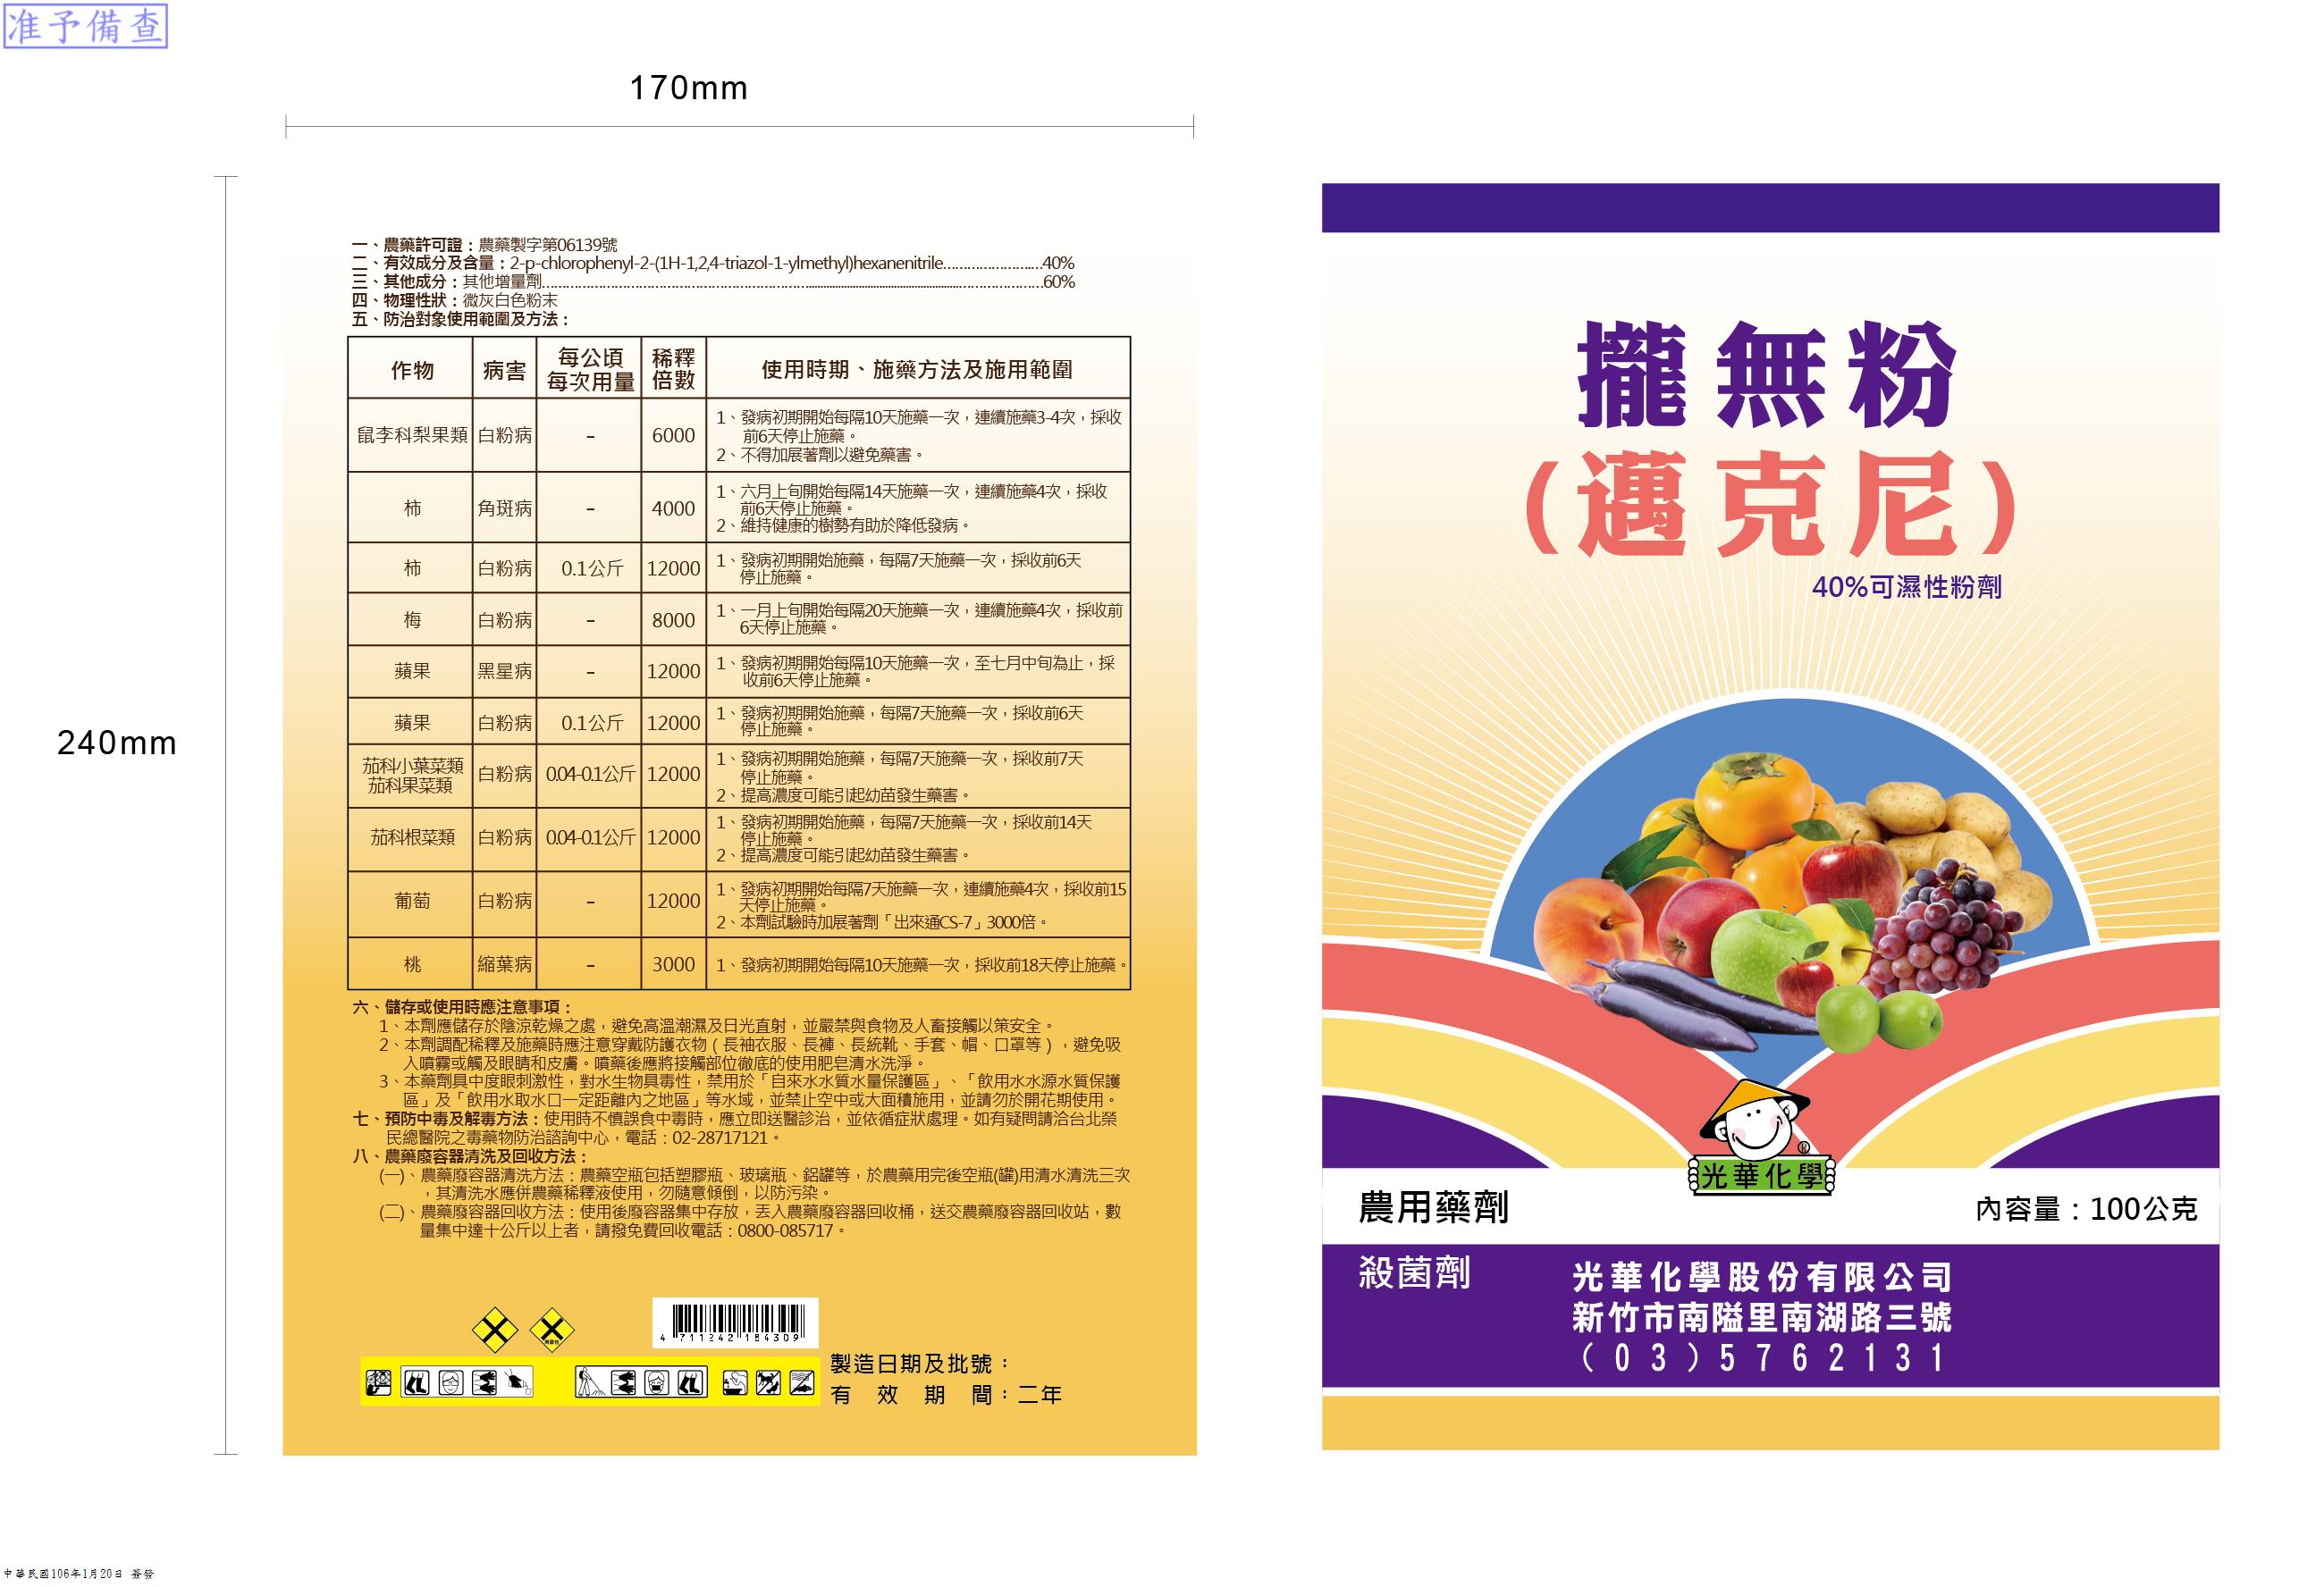 准予備查
170mm
240mm
一、農藥許可證：農藥製字第06139號
二、有效成分及含量：2-p-chlorophenyl-2-(1H-1,2,4-triazol-1-ylmethyl)hexanenitrile……………………40%
三、其他成分：其他增量劑……………………………………………………………………………………60%
四、物理性狀：微灰白色粉末
五、防治對象使用範圍及方法：
作物 病害 每公頃每次用量 稀釋倍數 使用時期、施藥方法及施用範圍
鼠李科梨果類 白粉病 - 6000 1、發病初期開始每隔10天施藥一次，連續施藥3-4次，採收
前6天停止施藥。
2、不得加展著劑以避免藥害。
柿 角斑病 - 4000 1、六月上旬開始每隔14天施藥一次，連續施藥4次，採收
前6天停止施藥。
2、維持健康的樹勢有助於降低發病。
柿 白粉病 0.1公斤 12000 1、發病初期開始施藥，每隔7天施藥一次，採收前6天
停止施藥。
梅 白粉病 - 8000 1、一月上旬開始每隔20天施藥一次，連續施藥4次，採收前
6天停止施藥。
蘋果 黑星病 - 12000 1、發病初期開始每隔10天施藥一次，至七月中旬為止，採
收前6天停止施藥。
蘋果 白粉病 0.1公斤 12000 1、發病初期開始施藥，每隔7天施藥一次，採收前6天
停止施藥。
茄科小葉菜類
茄科果菜類 白粉病 0.04-0.1公斤 12000 1、發病初期開始施藥，每隔7天施藥一次，採收前7天
停止施藥。
2、提高濃度可能引起幼苗發生藥害。
茄科根菜類 白粉病 0.04-0.1公斤 12000 1、發病初期開始施藥，每隔7天施藥一次，採收前14天
停止施藥。
2、提高濃度可能引起幼苗發生藥害。
葡萄 白粉病 - 12000 1、發病初期開始每隔7天施藥一次，連續施藥4次，採收前15
天停止施藥。
2、本劑試驗時加展著劑「出來通CS-7」3000倍。
桃 縮葉病 - 3000 1、發病初期開始每隔10天施藥一次，採收前18天停止施藥。
六、儲存或使用時應注意事項：
1、本劑應儲存於陰涼乾燥之處，避免高溫潮濕及日光直射，並嚴禁與食物及人畜接觸以策安全。
2、本劑調配稀釋及施藥時應注意穿戴防護衣物（長袖衣服、長褲、長統靴、手套、帽、口罩等），避免吸
入噴霧或觸及眼睛和皮膚。噴藥後應將接觸部位徹底的使用肥皂清水洗淨。
3、本藥劑具中度眼刺激性，對水生物具毒性，禁用於「自來水水質水量保護區」、「飲用水水源水質保護
區」及「飲用水取水口一定距離內之地區」等水域，並禁止空中或大面積施用，並請勿於開花期使用。
七、預防中毒及解毒方法：使用時不慎誤食中毒時，應立即送醫診治，並依循症狀處理。如有疑問請洽台北榮
民總醫院之毒藥物防治諮詢中心，電話：02-28717121。
八、農藥廢容器清洗及回收方法：
(一)、農藥廢容器清洗方法：農藥空瓶包括塑膠瓶、玻璃瓶、鋁罐等，於農藥用完後空瓶(罐)用清水清洗三次
，其清洗水應併農藥稀釋液使用，勿隨意傾倒，以防污染。
(二)、農藥廢容器回收方法：使用後廢容器集中存放，丟入農藥廢容器回收桶，送交農藥廢容器回收站，數
量集中達十公斤以上者，請撥免費回收電話：0800-085717。
4 711242 184309
製造日期及批號：
有效期間：二年
攏無粉
(邁克尼)
40%可濕性粉劑
®
光華化學
農用藥劑
內容量：100公克
殺菌劑
光華化學股份有限公司
新竹市南隘里南湖路三號
(03)5762131
中華民國106年1月20日 簽發